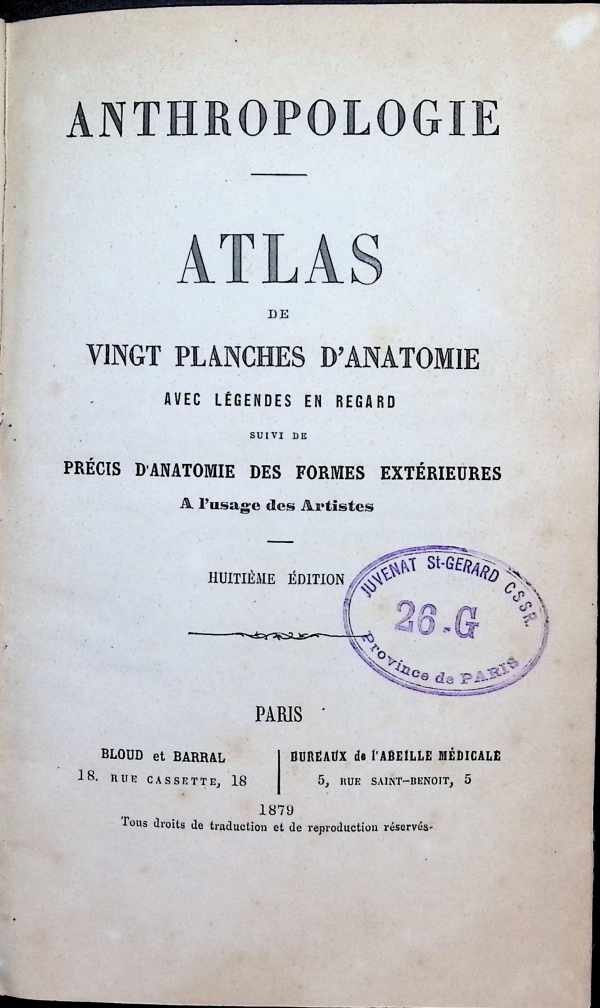 ANTHROPOLOGIE
ATLAS
DE
VINGT PLANCHES D'ANATOMIE
AVEC LÉGENDES EN REGARD
SUIVI DE
PRÉCIS D'ANATOMIE DES FORMES EXTÉRIEURES
A l'usage des Artistes
HUITIÈME ÉDITION
JUVENAT St-GERARD CSSR.
26-G
Province de PARIS
PARIS
BLOUD et BARRAL
18. RUE CASSETTE, 18
BUREAUX de l'ABEILLE MÉDICALE
5, RUE SAINT-BENOIT, 5
1879
Tous droits de traduction et de reproduction réservés.